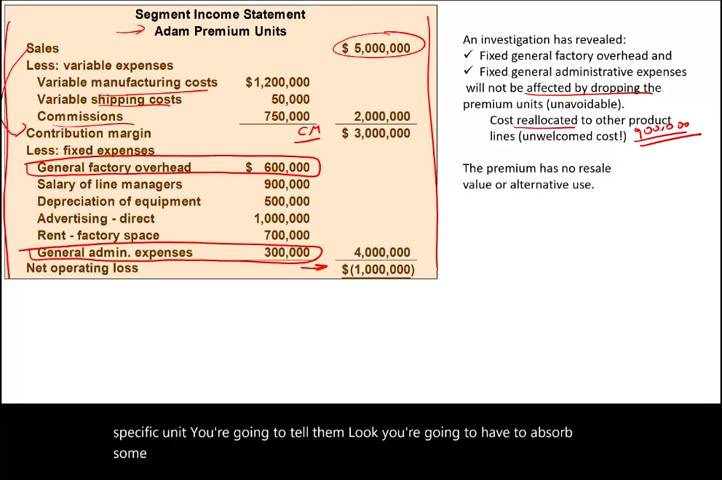 Segment Income Statement
Adam Premium Units
Sales $ 5,000,000
Less: variable expenses
Variable manufacturing costs $1,200,000
Variable shipping costs 50,000
Commissions 750,000 2,000,000
Contribution margin CM $ 3,000,000
Less: fixed expenses
General factory overhead $ 600,000
Salary of line managers 900,000
Depreciation of equipment 500,000
Advertising - direct 1,000,000
Rent - factory space 700,000
General admin. expenses 300,000 4,000,000
Net operating loss $(1,000,000)
An investigation has revealed:
✓ Fixed general factory overhead and
✓ Fixed general administrative expenses
will not be affected by dropping the
premium units (unavoidable).
Cost reallocated to other product
lines (unwelcomed cost!) 900,000
The premium has no resale
value or alternative use.
specific unit You're going to tell them Look you're going to have to absorb
some